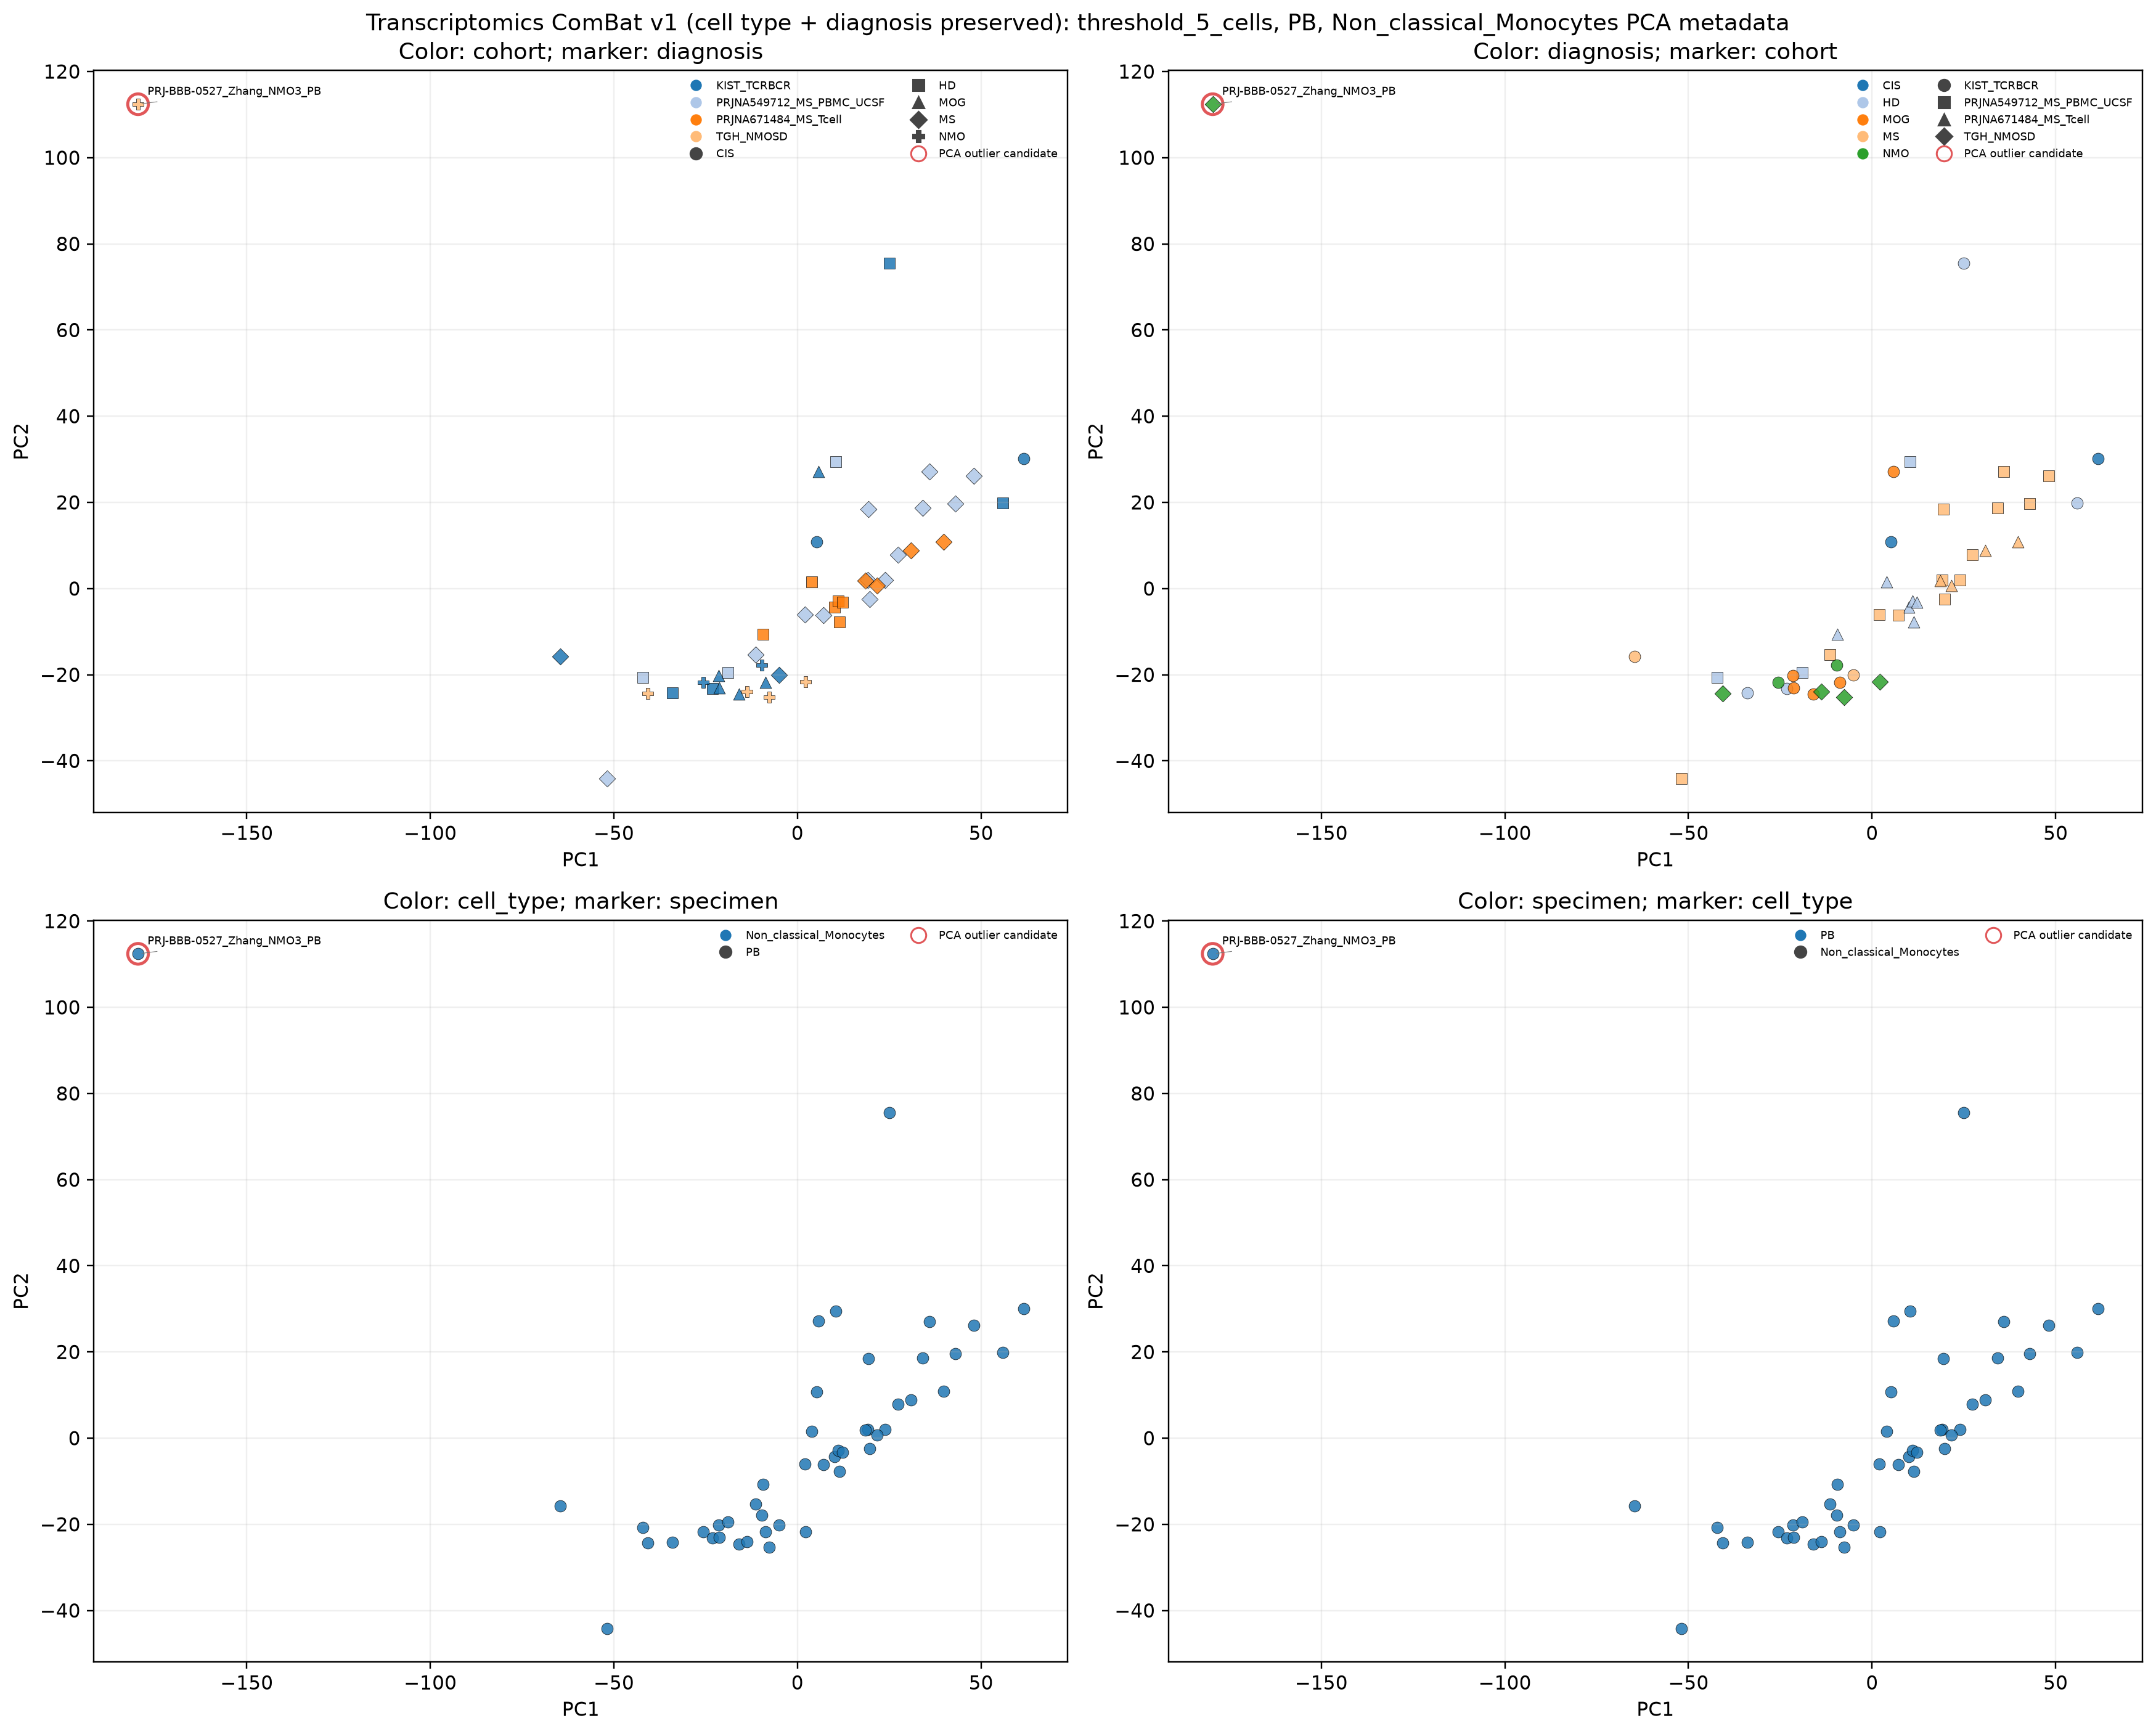 Transcriptomics ComBat v1 (cell type + diagnosis preserved): threshold_5_cells, PB, Non_classical_Monocytes PCA metadata
Color: cohort; marker: diagnosis
PRJ-BBB-0527_Zhang_NMO3_PB
KIST_TCRBCR
PRJNA549712_MS_PBMC_UCSF
PRJNA671484_MS_Tcell
TGH_NMOSD
CIS
HD
MOG
MS
NMO
PCA outlier candidate
120
100
80
60
40
20
0
−20
−40
PC2
−150
−100
−50
0
50
PC1
Color: diagnosis; marker: cohort
PRJ-BBB-0527_Zhang_NMO3_PB
CIS
HD
MOG
MS
NMO
KIST_TCRBCR
PRJNA549712_MS_PBMC_UCSF
PRJNA671484_MS_Tcell
TGH_NMOSD
PCA outlier candidate
120
100
80
60
40
20
0
−20
−40
PC2
−150
−100
−50
0
50
PC1
Color: cell_type; marker: specimen
PRJ-BBB-0527_Zhang_NMO3_PB
Non_classical_Monocytes
PB
PCA outlier candidate
120
100
80
60
40
20
0
−20
−40
PC2
−150
−100
−50
0
50
PC1
Color: specimen; marker: cell_type
PRJ-BBB-0527_Zhang_NMO3_PB
PB
Non_classical_Monocytes
PCA outlier candidate
120
100
80
60
40
20
0
−20
−40
PC2
−150
−100
−50
0
50
PC1